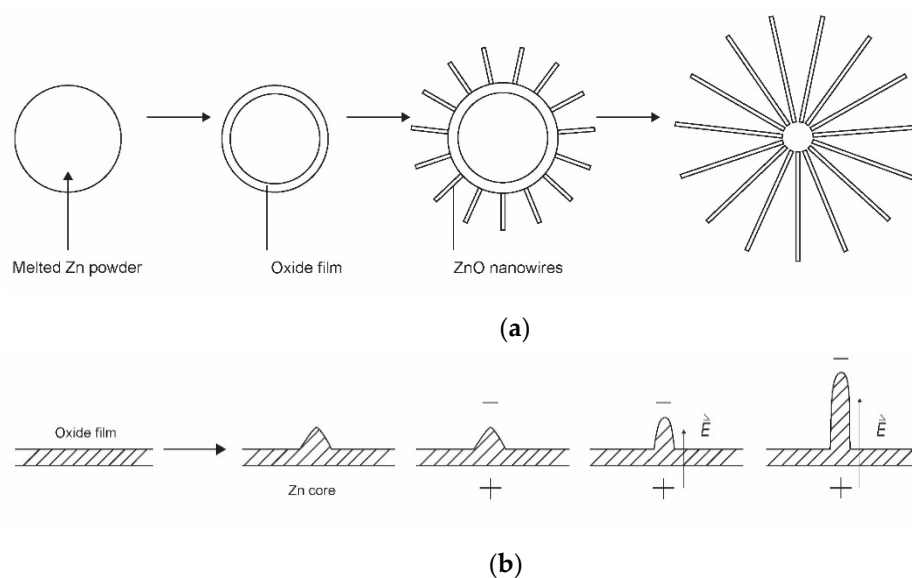 Melted Zn powder
Oxide film
ZnO nanowires
(a)
Oxide film
Zn core
−
+
−
+
E⃗
−
+
E⃗
(b)